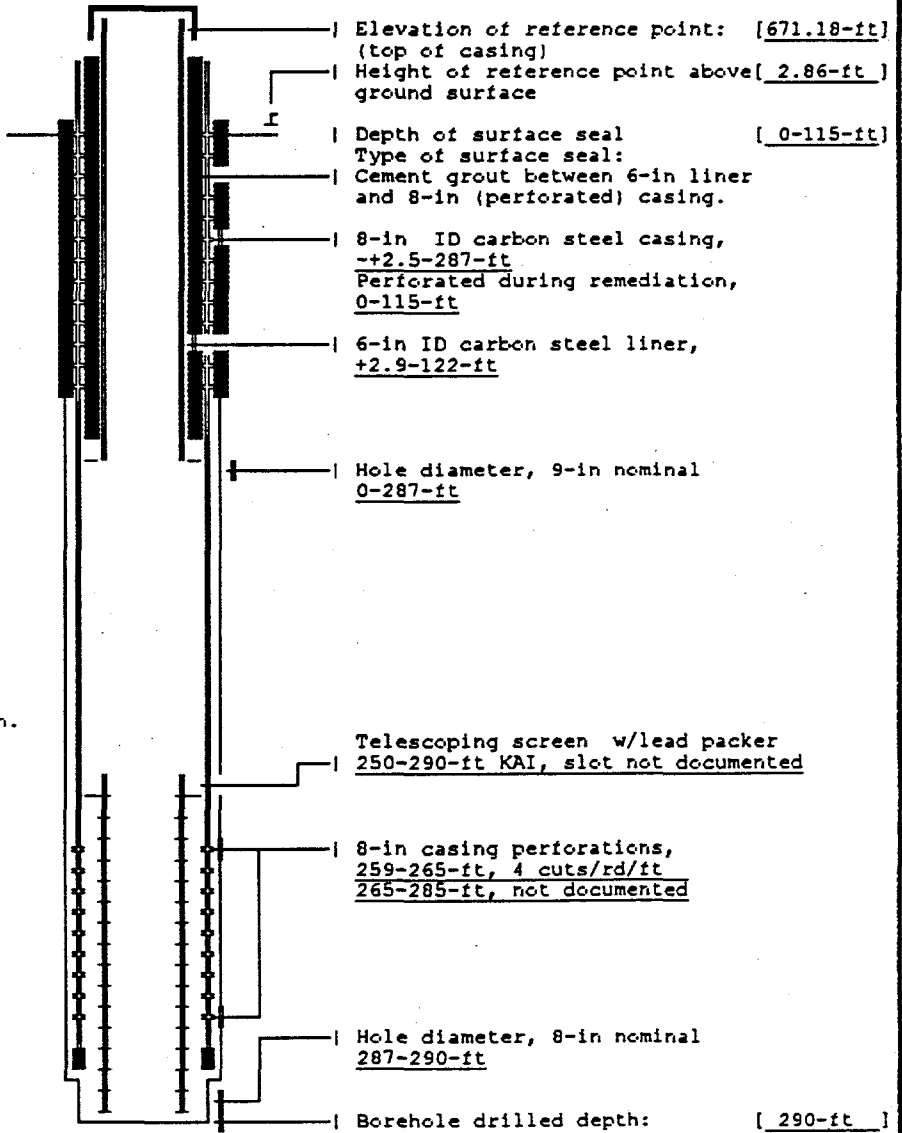 Elevation of reference point: [671.18-ft]
(top of casing)
Height of reference point above[ 2.86-ft ]
ground surface
Depth of surface seal [ 0-115-ft]
Type of surface seal:
Cement grout between 6-in liner
and 8-in (perforated) casing.
8-in ID carbon steel casing,
~+2.5-287-ft
Perforated during remediation,
0-115-ft
6-in ID carbon steel liner,
+2.9-122-ft
Hole diameter, 9-in nominal
0-287-ft
Telescoping screen w/lead packer
250-290-ft KAI, slot not documented
8-in casing perforations,
259-265-ft, 4 cuts/rd/ft
265-285-ft, not documented
Hole diameter, 8-in nominal
287-290-ft
Borehole drilled depth: [ 290-ft ]